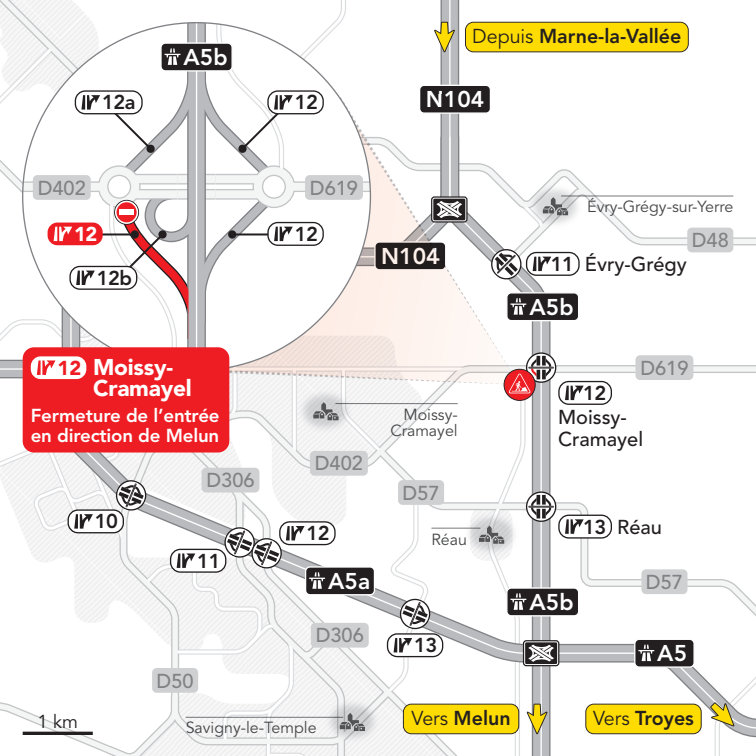 Depuis Marne-la-Vallée
A5b
N104
12a
12
D402
D619
12
12
12b
Évry-Grégy-sur-Yerre
D48
N104
11 Évry-Grégy
A5b
12 Moissy-
Cramayel
Fermeture de l'entrée
en direction de Melun
D619
12
Moissy-
Cramayel
Moissy-
Cramayel
D402
D306
D57
10
12
11
13 Réau
Réau
A5a
D57
A5b
13
D306
A5
D50
1 km
Savigny-le-Temple
Vers Melun
Vers Troyes